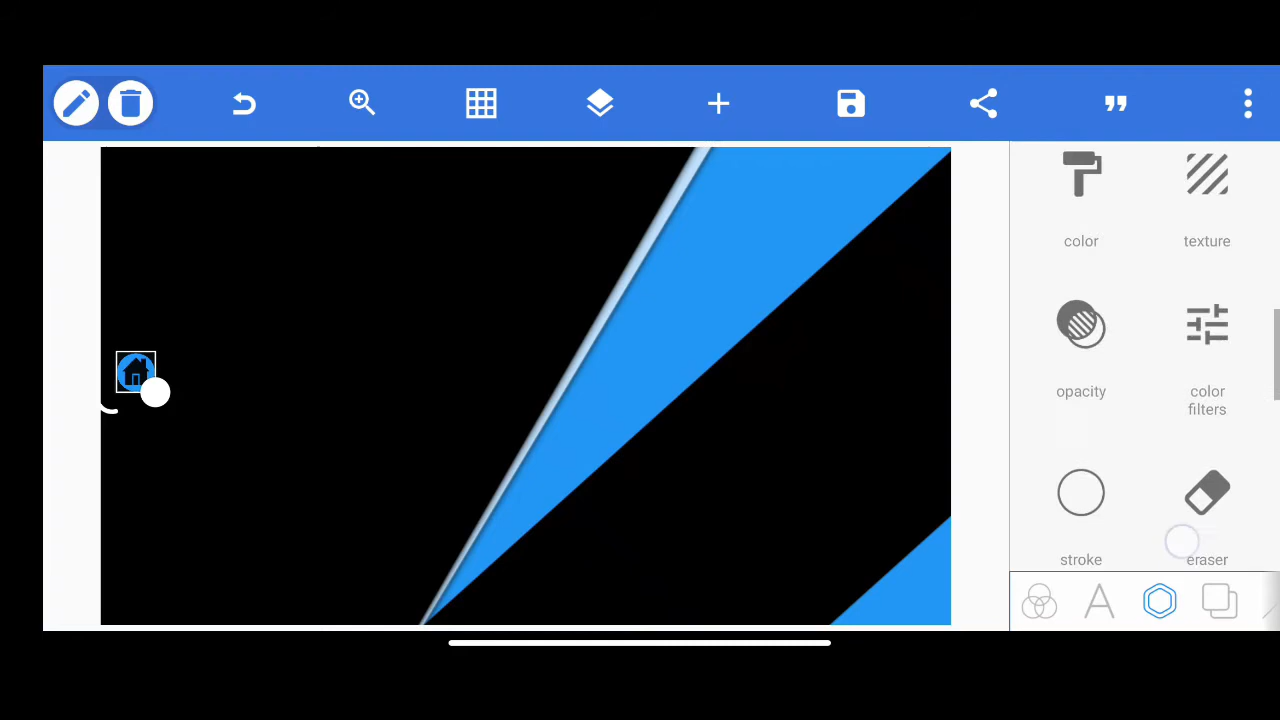 color
texture
opacity
color
filters
stroke
eraser